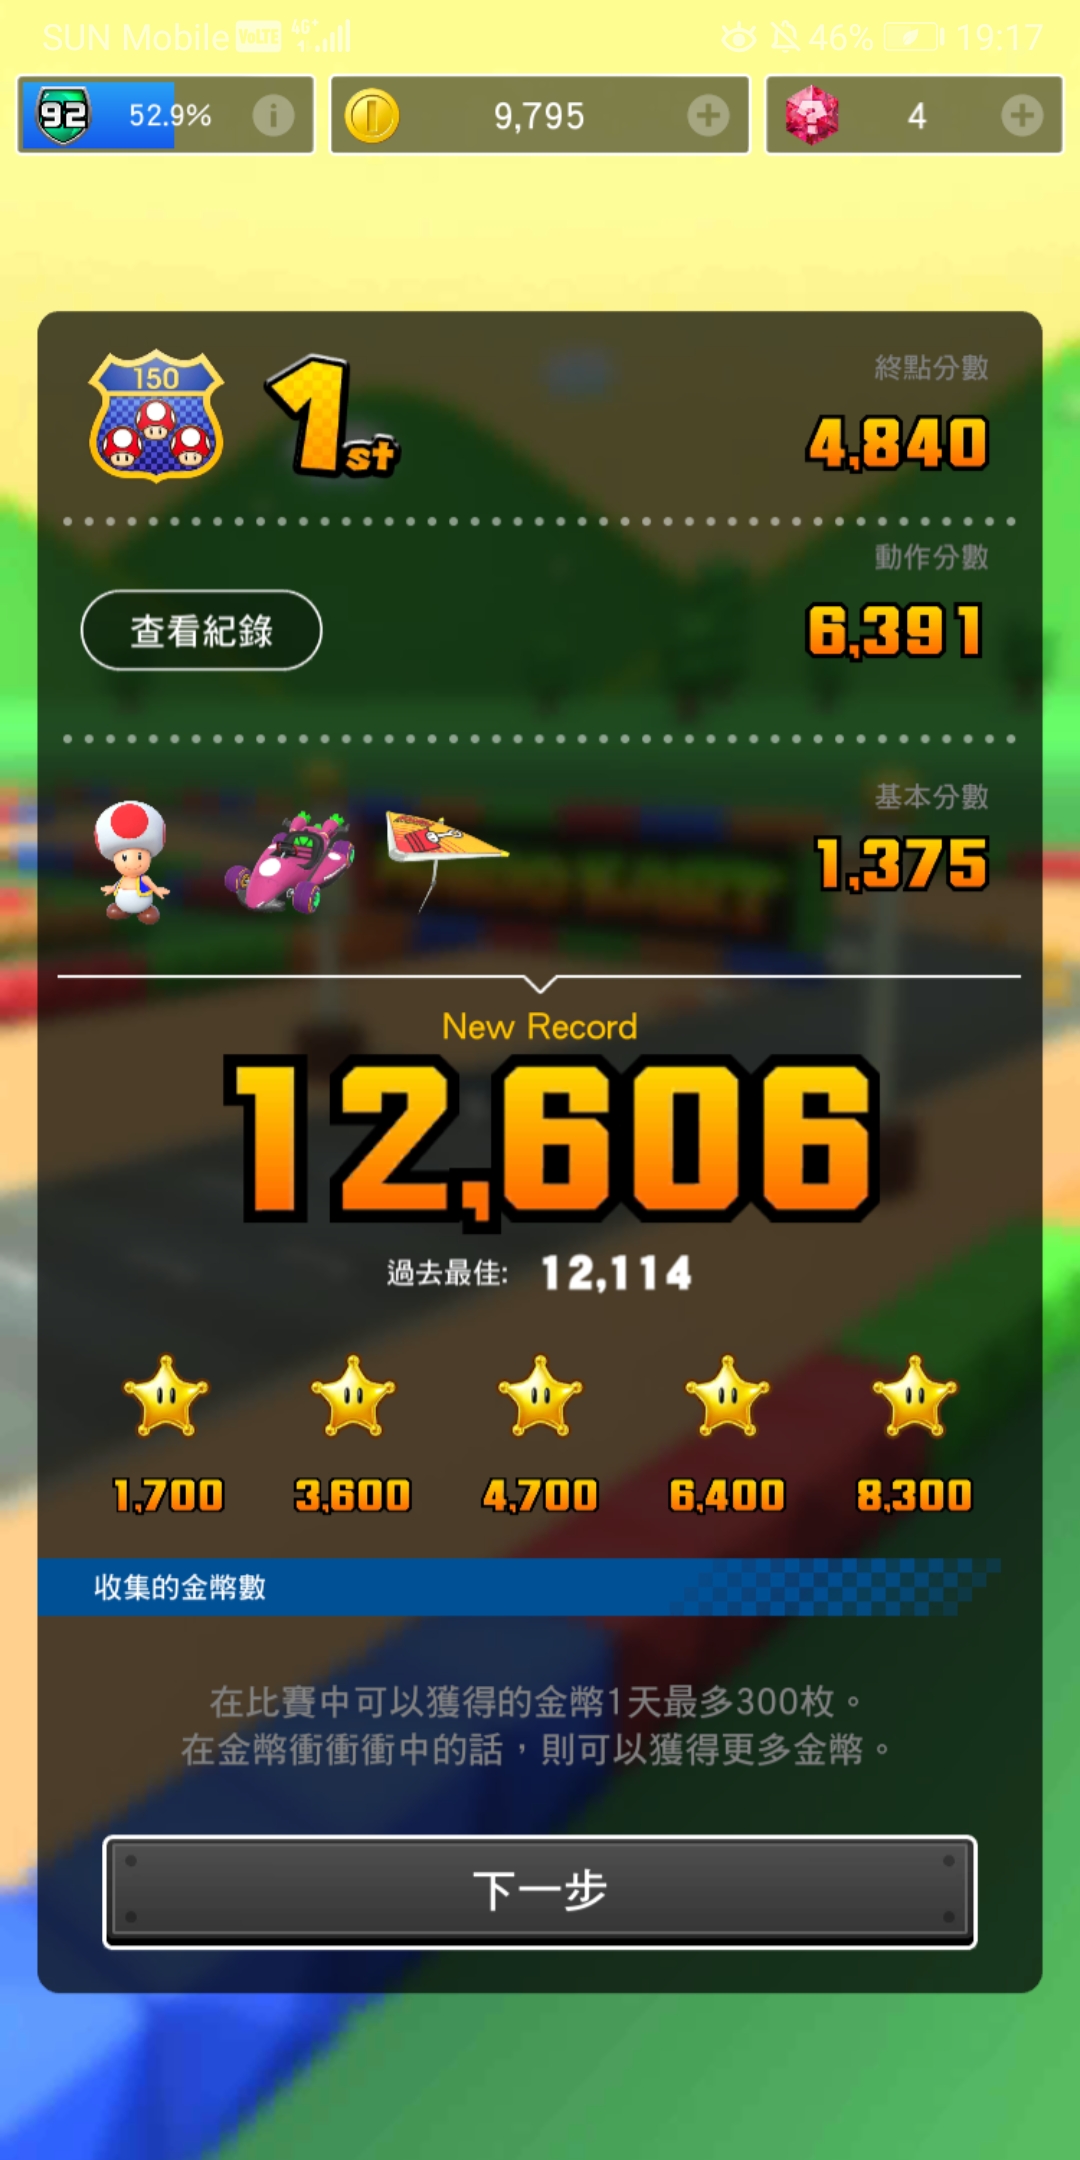 SUN Mobile VoLTE 4G+ 46% 19:17
92 52.9% 9,795 4
150
1st
終點分數
4,840
動作分數
查看紀錄
6,391
基本分數
1,375
New Record
12,606
過去最佳: 12,114
1,700 3,600 4,700 6,400 8,300
收集的金幣數
在比賽中可以獲得的金幣1天最多300枚。
在金幣衝衝衝中的話，則可以獲得更多金幣。
下一步